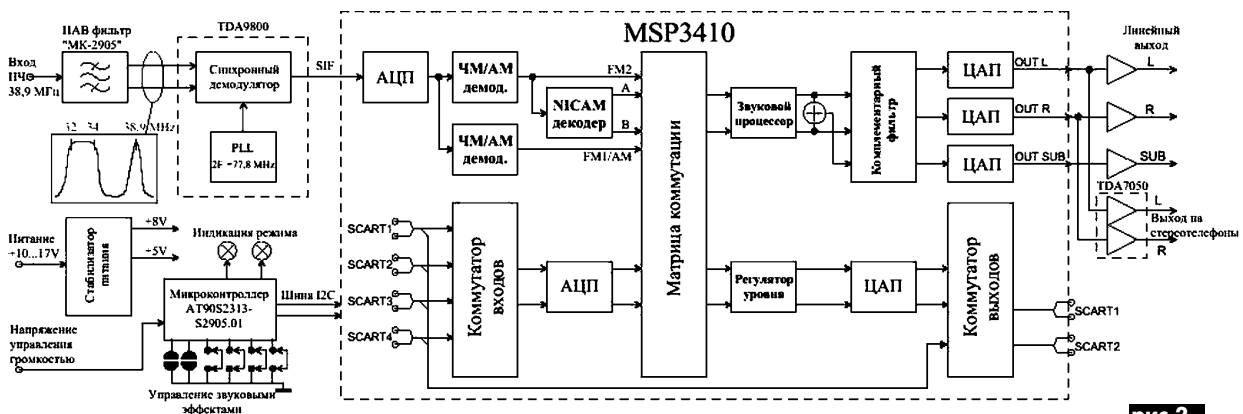 ПАВ фильтр
"МК-2905"
Вход
ПЧ
38,9 МГц
32 34 38.9 MHz
TDA9800
Синхронный
демодулятор
PLL
2F =77,8 MHz
SIF
MSP3410
АЦП
ЧМ/АМ
демод.
NICAM
декодер
ЧМ/АМ
демод.
FM2
A
B
FM1/AM
Матрица коммутации
Звуковой
процессор
Комплементарный
фильтр
ЦАП
ЦАП
ЦАП
OUT L
OUT R
OUT SUB
Линейный
выход
L
R
SUB
TDA7050
L
Выход на
стереотелефоны
R
Питание
+10...17V
Стабилизатор
питания
+8V
+5V
Индикация режима
Микроконтроллер
AT90S2313-
S2905.01
Шина I2C
Напряжение
управления
громкостью
Управление звуковыми
эффектами
SCART1
SCART2
SCART3
SCART4
Коммутатор
входов
АЦП
Регулятор
уровня
ЦАП
Коммутатор
выходов
SCART1
SCART2
рис.2